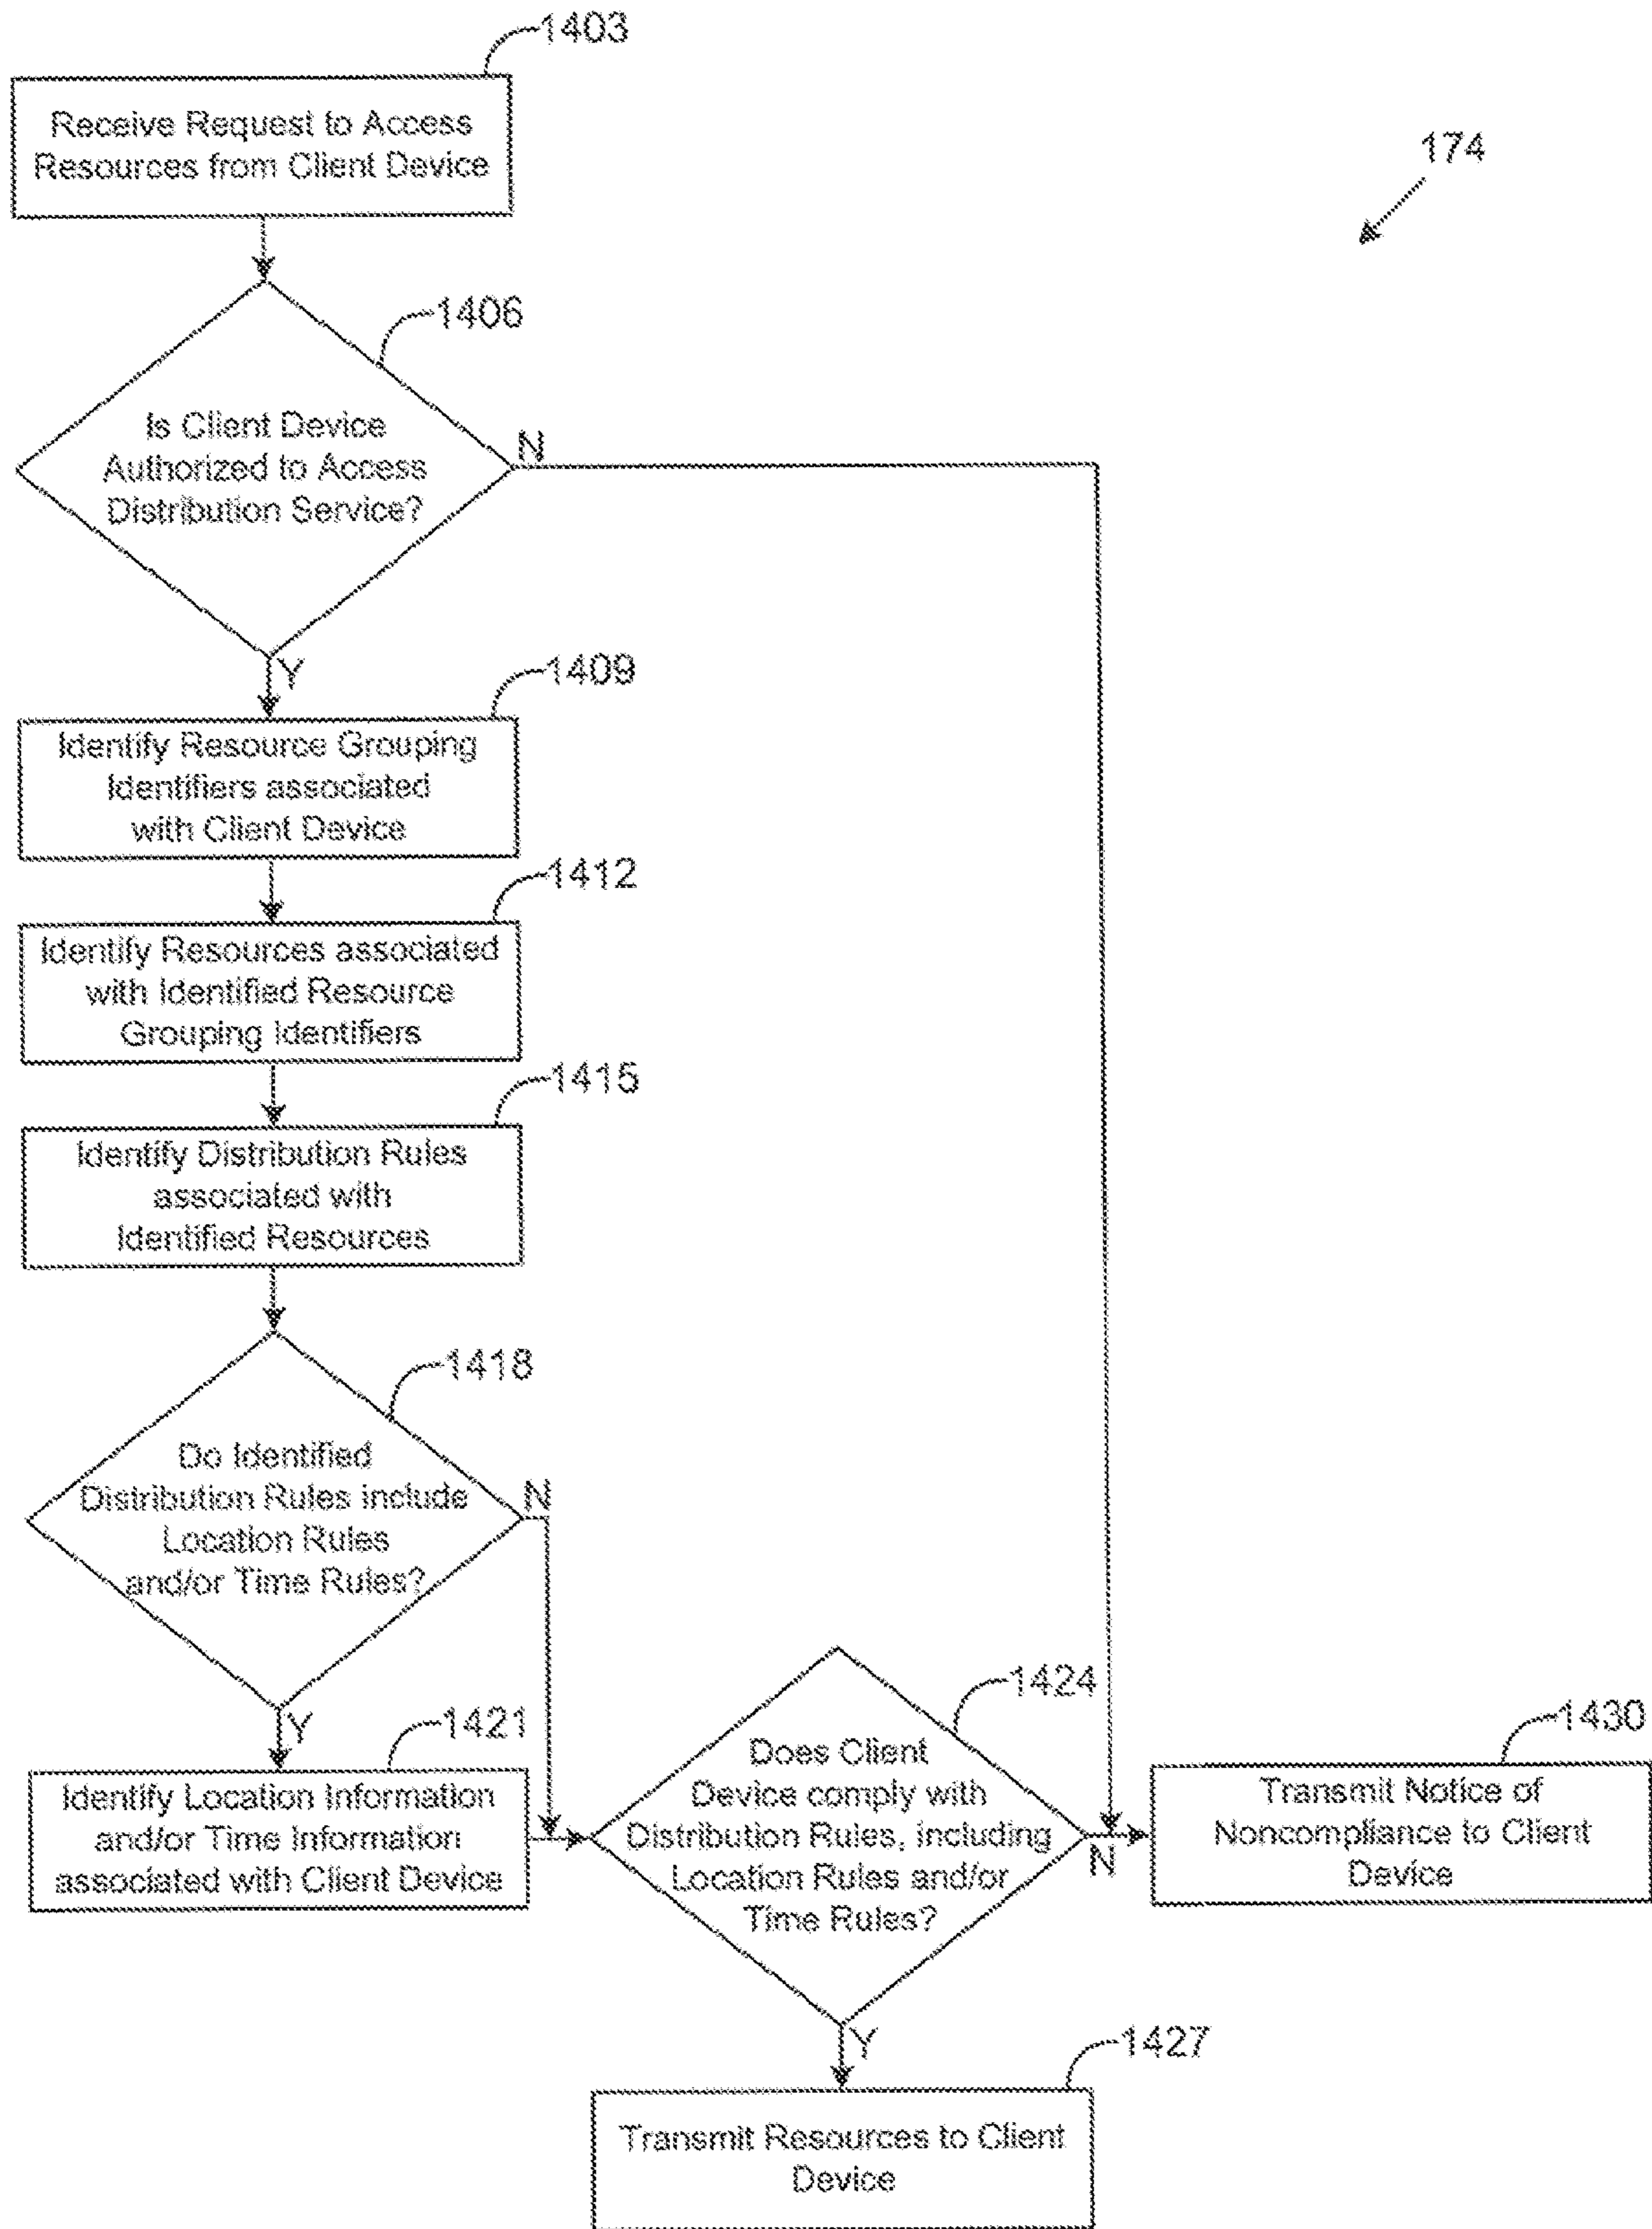 1403
Receive Request to Access
Resources from Client Device
174
1406
Is Client Device
Authorized to Access
Distribution Service?
N
Y
1409
Identify Resource Grouping
Identifiers associated
with Client Device
1412
Identify Resources associated
with Identified Resource
Grouping Identifiers
1415
Identify Distribution Rules
associated with
Identified Resources
1418
Do Identified
Distribution Rules include
Location Rules
and/or Time Rules?
N
Y
1421
Identify Location Information
and/or Time Information
associated with Client Device
1424
Does Client
Device comply with
Distribution Rules, including
Location Rules and/or
Time Rules?
N
Y
1430
Transmit Notice of
Noncompliance to Client
Device
1427
Transmit Resources to Client
Device